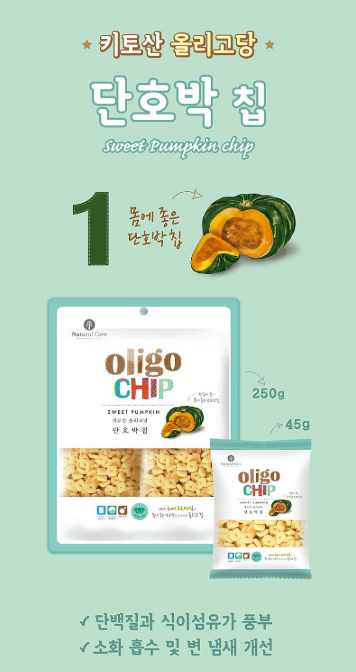 키토산 올리고당
단호박 칩
Sweet Pumpkin chip
1
몸에 좋은
단호박 칩
Natural Core
oligo
CHIP
SWEET PUMPKIN
키토산 올리고당
단호박칩
250g
45g
oligo
CHIP
SWEET PUMPKIN
단호박칩
✓ 단백질과 식이섬유가 풍부
✓ 소화 흡수 및 변 냄새 개선